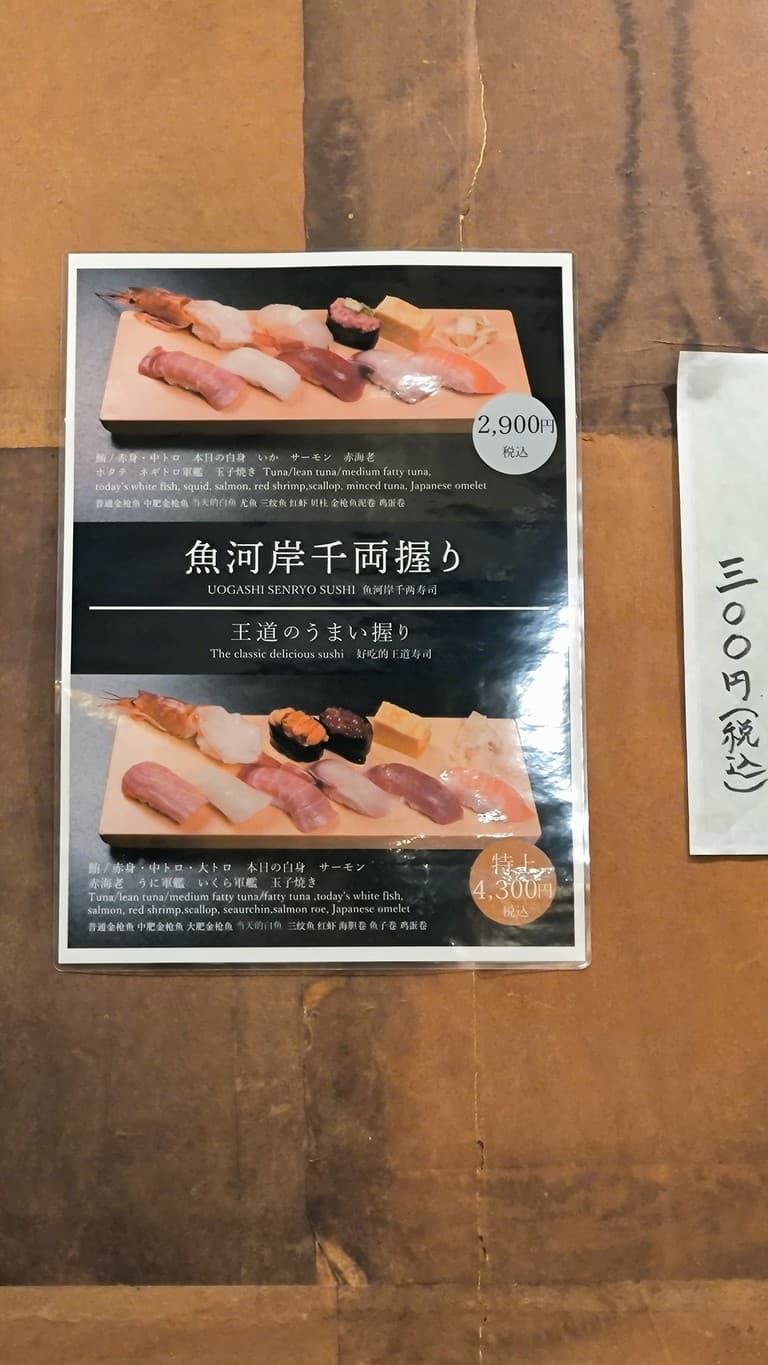 2,900円
税込
鮪/赤身・中トロ 本日の白身 いか サーモン 赤海老
ホタテ ネギトロ軍艦 玉子焼き Tuna/lean tuna/medium fatty tuna,
today's white fish, squid, salmon, red shrimp,scallop, minced tuna, Japanese omelet
普通金枪鱼 中肥金枪鱼 当天的白鱼 尤鱼 三纹鱼 红虾 贝柱 金枪鱼泥卷 鸡蛋卷
魚河岸千両握り
UOGASHI SENRYO SUSHI 魚河岸千两寿司
王道のうまい握り
The classic delicious sushi 好吃的王道寿司
特上
4,300円
税込
鮪/赤身・中トロ・大トロ 本日の白身 サーモン
赤海老 うに軍艦 いくら軍艦 玉子焼き
Tuna/lean tuna/medium fatty tuna/fatty tuna ,today's white fish,
salmon, red shrimp,scallop, seaurchin,salmon roe, Japanese omelet
普通金枪鱼 中肥金枪鱼 大肥金枪鱼 当天的白鱼 三纹鱼 红虾 海胆卷 鱼子卷 鸡蛋卷
三〇〇円(税込)